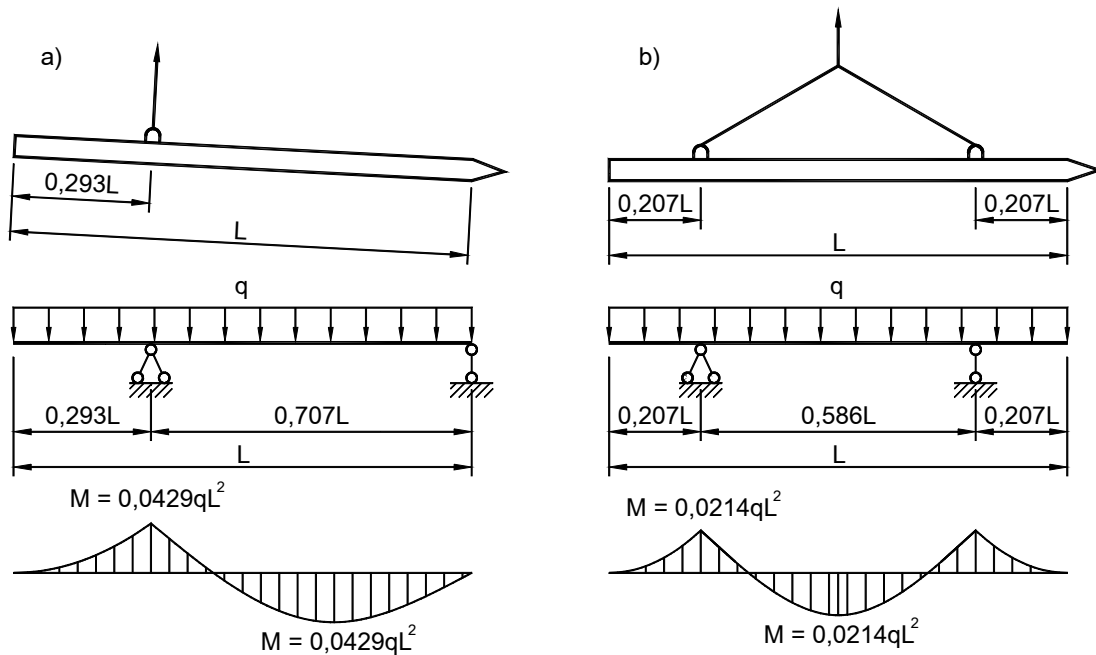 a)
0,293L
L
q
0,293L
0,707L
L
M = 0,0429qL²
M = 0,0429qL²
b)
0,207L
0,207L
L
q
0,207L
0,586L
0,207L
L
M = 0,0214qL²
M = 0,0214qL²